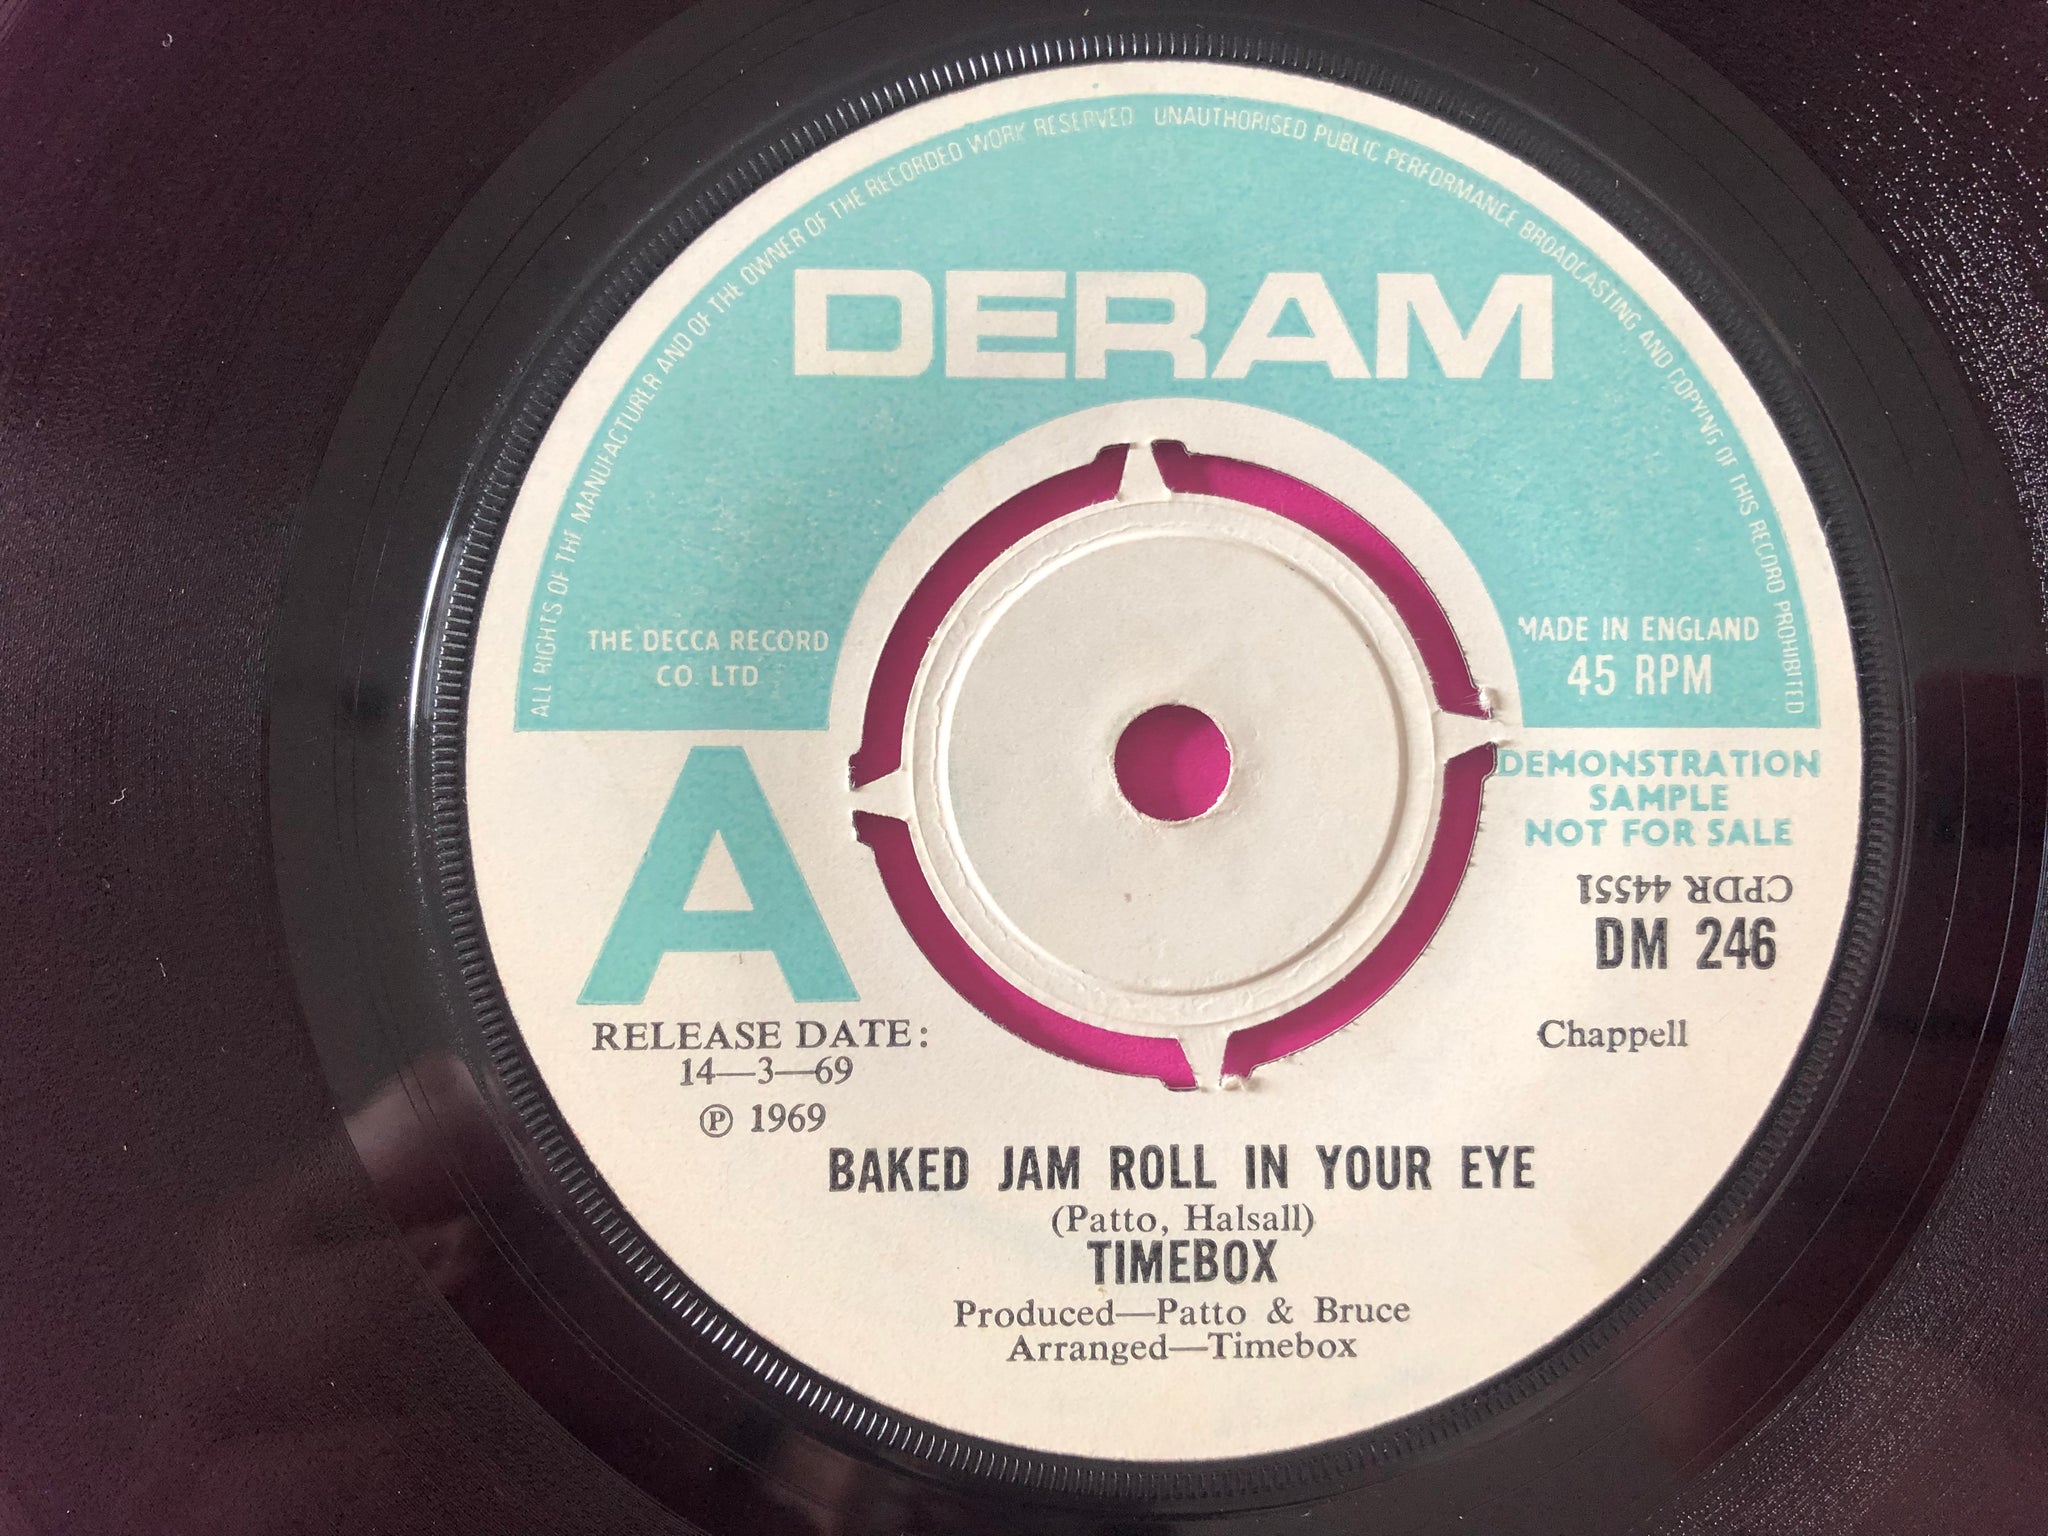 ALL RIGHTS OF THE MANUFACTURER AND OF THE OWNER OF THE RECORDED WORK RESERVED UNAUTHORISED PUBLIC PERFORMANCE BROADCASTING AND COPYING OF THIS RECORD PROHIBITED
DERAM
THE DECCA RECORD
CO. LTD
MADE IN ENGLAND
45 RPM
A
DEMONSTRATION
SAMPLE
NOT FOR SALE
CPDR 44551
DM 246
RELEASE DATE:
14—3—69
℗ 1969
Chappell
BAKED JAM ROLL IN YOUR EYE
(Patto, Halsall)
TIMEBOX
Produced—Patto & Bruce
Arranged—Timebox